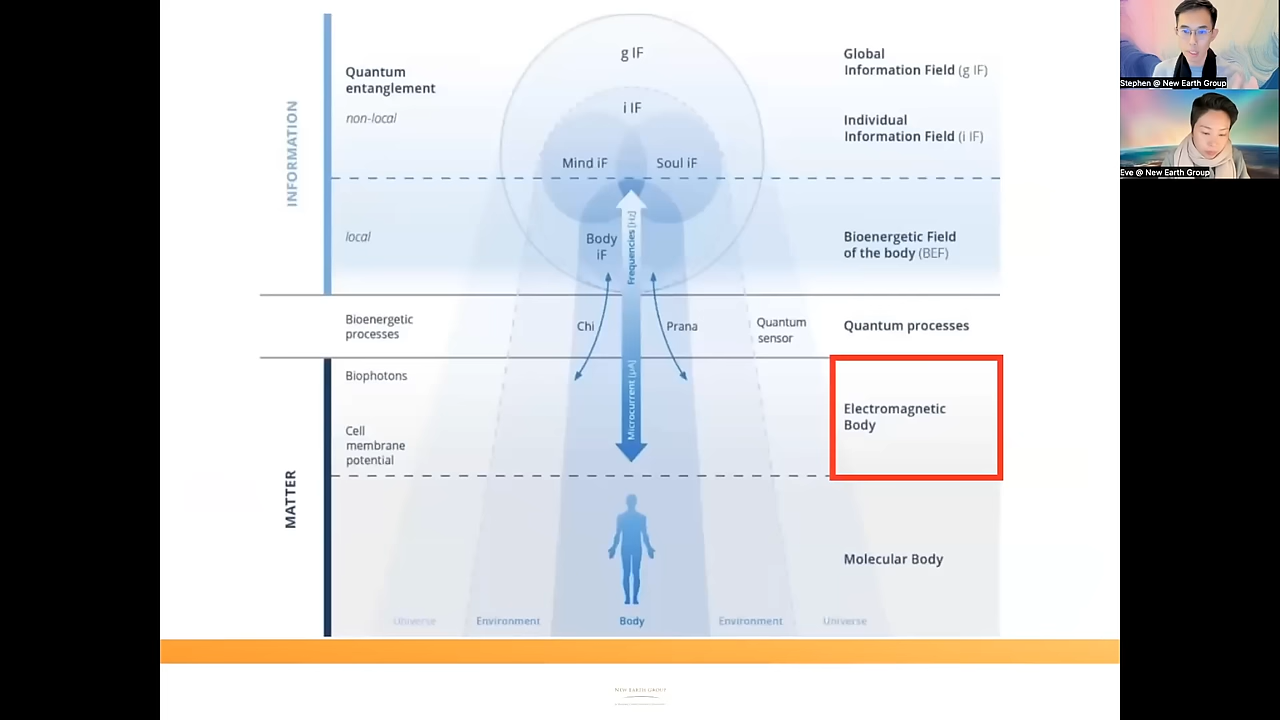 g IF
Global
Information Field (g IF)
Quantum
entanglement
non-local
i IF
Individual
Information Field (i IF)
INFORMATION
Mind iF
Soul iF
local
Body
iF
Frequencies [Hz]
Bioenergetic Field
of the body (BEF)
Bioenergetic
processes
Chi
Prana
Quantum
sensor
Quantum processes
Biophotons
Microcurrent [µA]
Electromagnetic
Body
Cell
membrane
potential
MATTER
Molecular Body
Universe
Environment
Body
Environment
Universe
NEW EARTH GROUP
Stephen @ New Earth Group
Eve @ New Earth Group